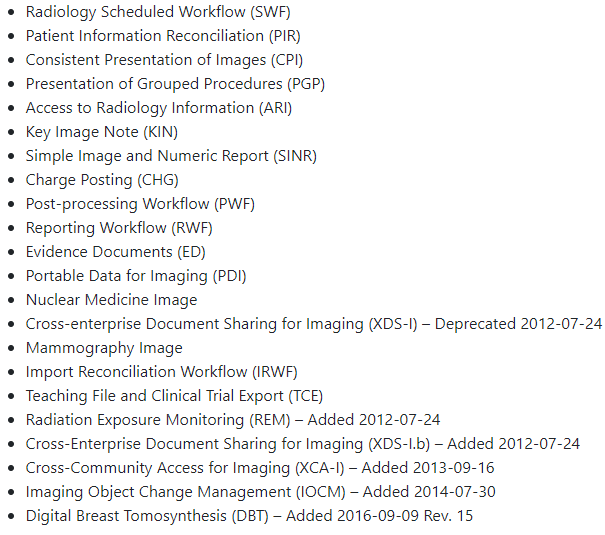 • Radiology Scheduled Workflow (SWF)
• Patient Information Reconciliation (PIR)
• Consistent Presentation of Images (CPI)
• Presentation of Grouped Procedures (PGP)
• Access to Radiology Information (ARI)
• Key Image Note (KIN)
• Simple Image and Numeric Report (SINR)
• Charge Posting (CHG)
• Post-processing Workflow (PWF)
• Reporting Workflow (RWF)
• Evidence Documents (ED)
• Portable Data for Imaging (PDI)
• Nuclear Medicine Image
• Cross-enterprise Document Sharing for Imaging (XDS-I) – Deprecated 2012-07-24
• Mammography Image
• Import Reconciliation Workflow (IRWF)
• Teaching File and Clinical Trial Export (TCE)
• Radiation Exposure Monitoring (REM) – Added 2012-07-24
• Cross-Enterprise Document Sharing for Imaging (XDS-I.b) – Added 2012-07-24
• Cross-Community Access for Imaging (XCA-I) – Added 2013-09-16
• Imaging Object Change Management (IOCM) – Added 2014-07-30
• Digital Breast Tomosynthesis (DBT) – Added 2016-09-09 Rev. 15